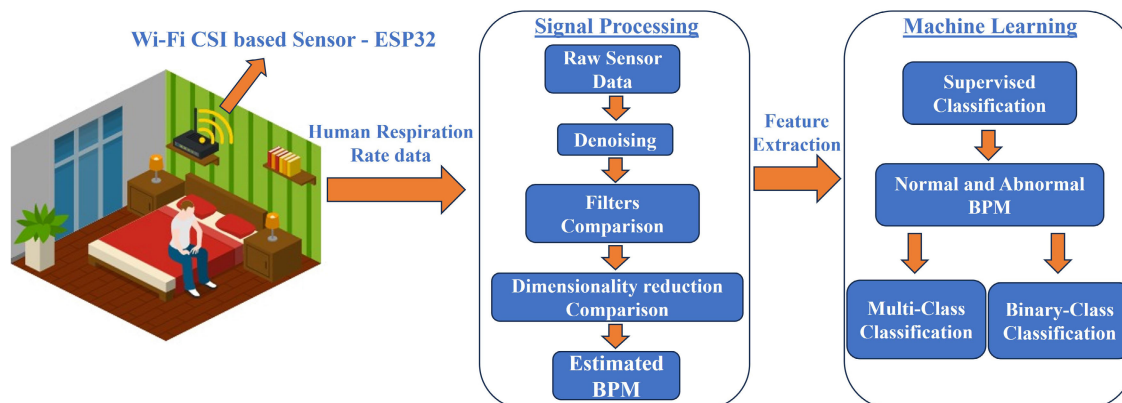 Wi-Fi CSI based Sensor - ESP32
Human Respiration
Rate data
Signal Processing
Raw Sensor
Data
Denoising
Filters
Comparison
Dimensionality reduction
Comparison
Estimated
BPM
Feature
Extraction
Machine Learning
Supervised
Classification
Normal and Abnormal
BPM
Multi-Class
Classification
Binary-Class
Classification